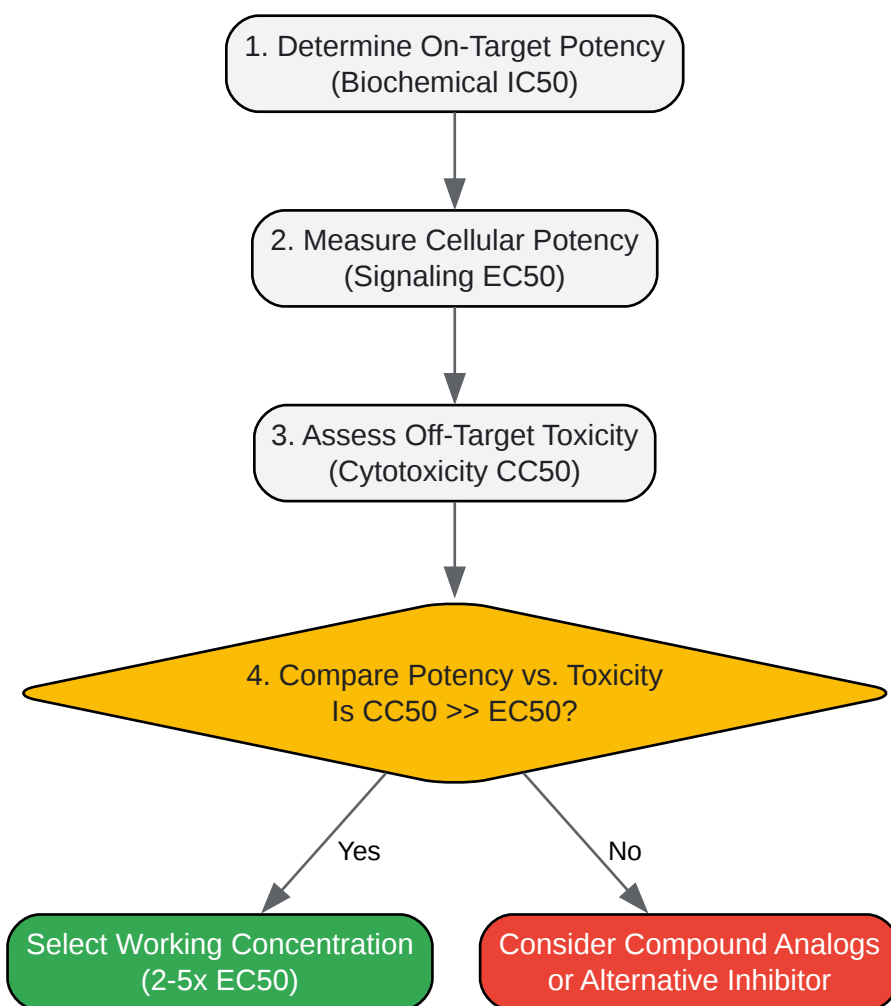 1. Determine On-Target Potency
(Biochemical IC50)
2. Measure Cellular Potency
(Signaling EC50)
3. Assess Off-Target Toxicity
(Cytotoxicity CC50)
4. Compare Potency vs. Toxicity
Is CC50 >> EC50?
Yes
No
Select Working Concentration
(2-5x EC50)
Consider Compound Analogs
or Alternative Inhibitor